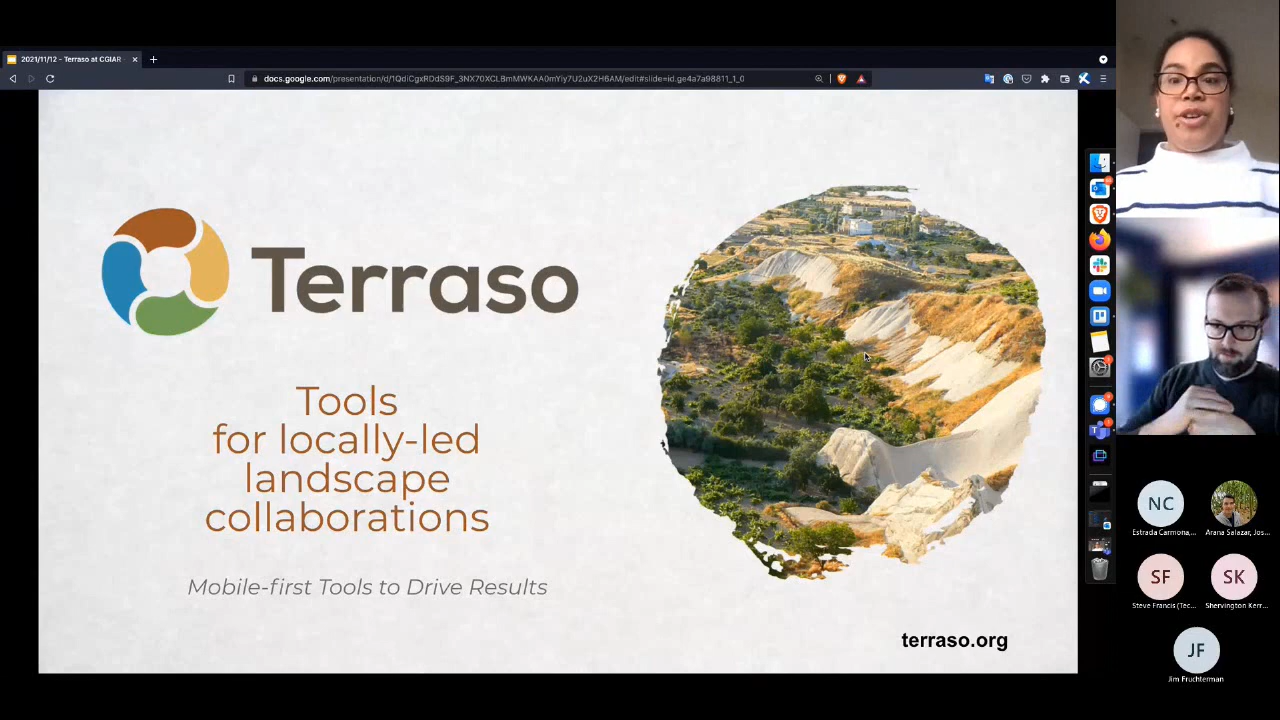 2021/11/12 - Terraso at CGIAR
docs.google.com/presentation/d/1QdiCgxRDdS9F_3NX70XCLBmMWKAA0mYiy7U2uX2H6AM/edit#slide=id.ge4a7a98811_1_0
Terraso
Tools
for locally-led
landscape
collaborations
Mobile-first Tools to Drive Results
terraso.org
NC
Estrada Carmona,...
Arana Salazar, Jos...
SF
Steve Francis (Tec...
SK
Shervington Kerr...
JF
Jim Fruchterman